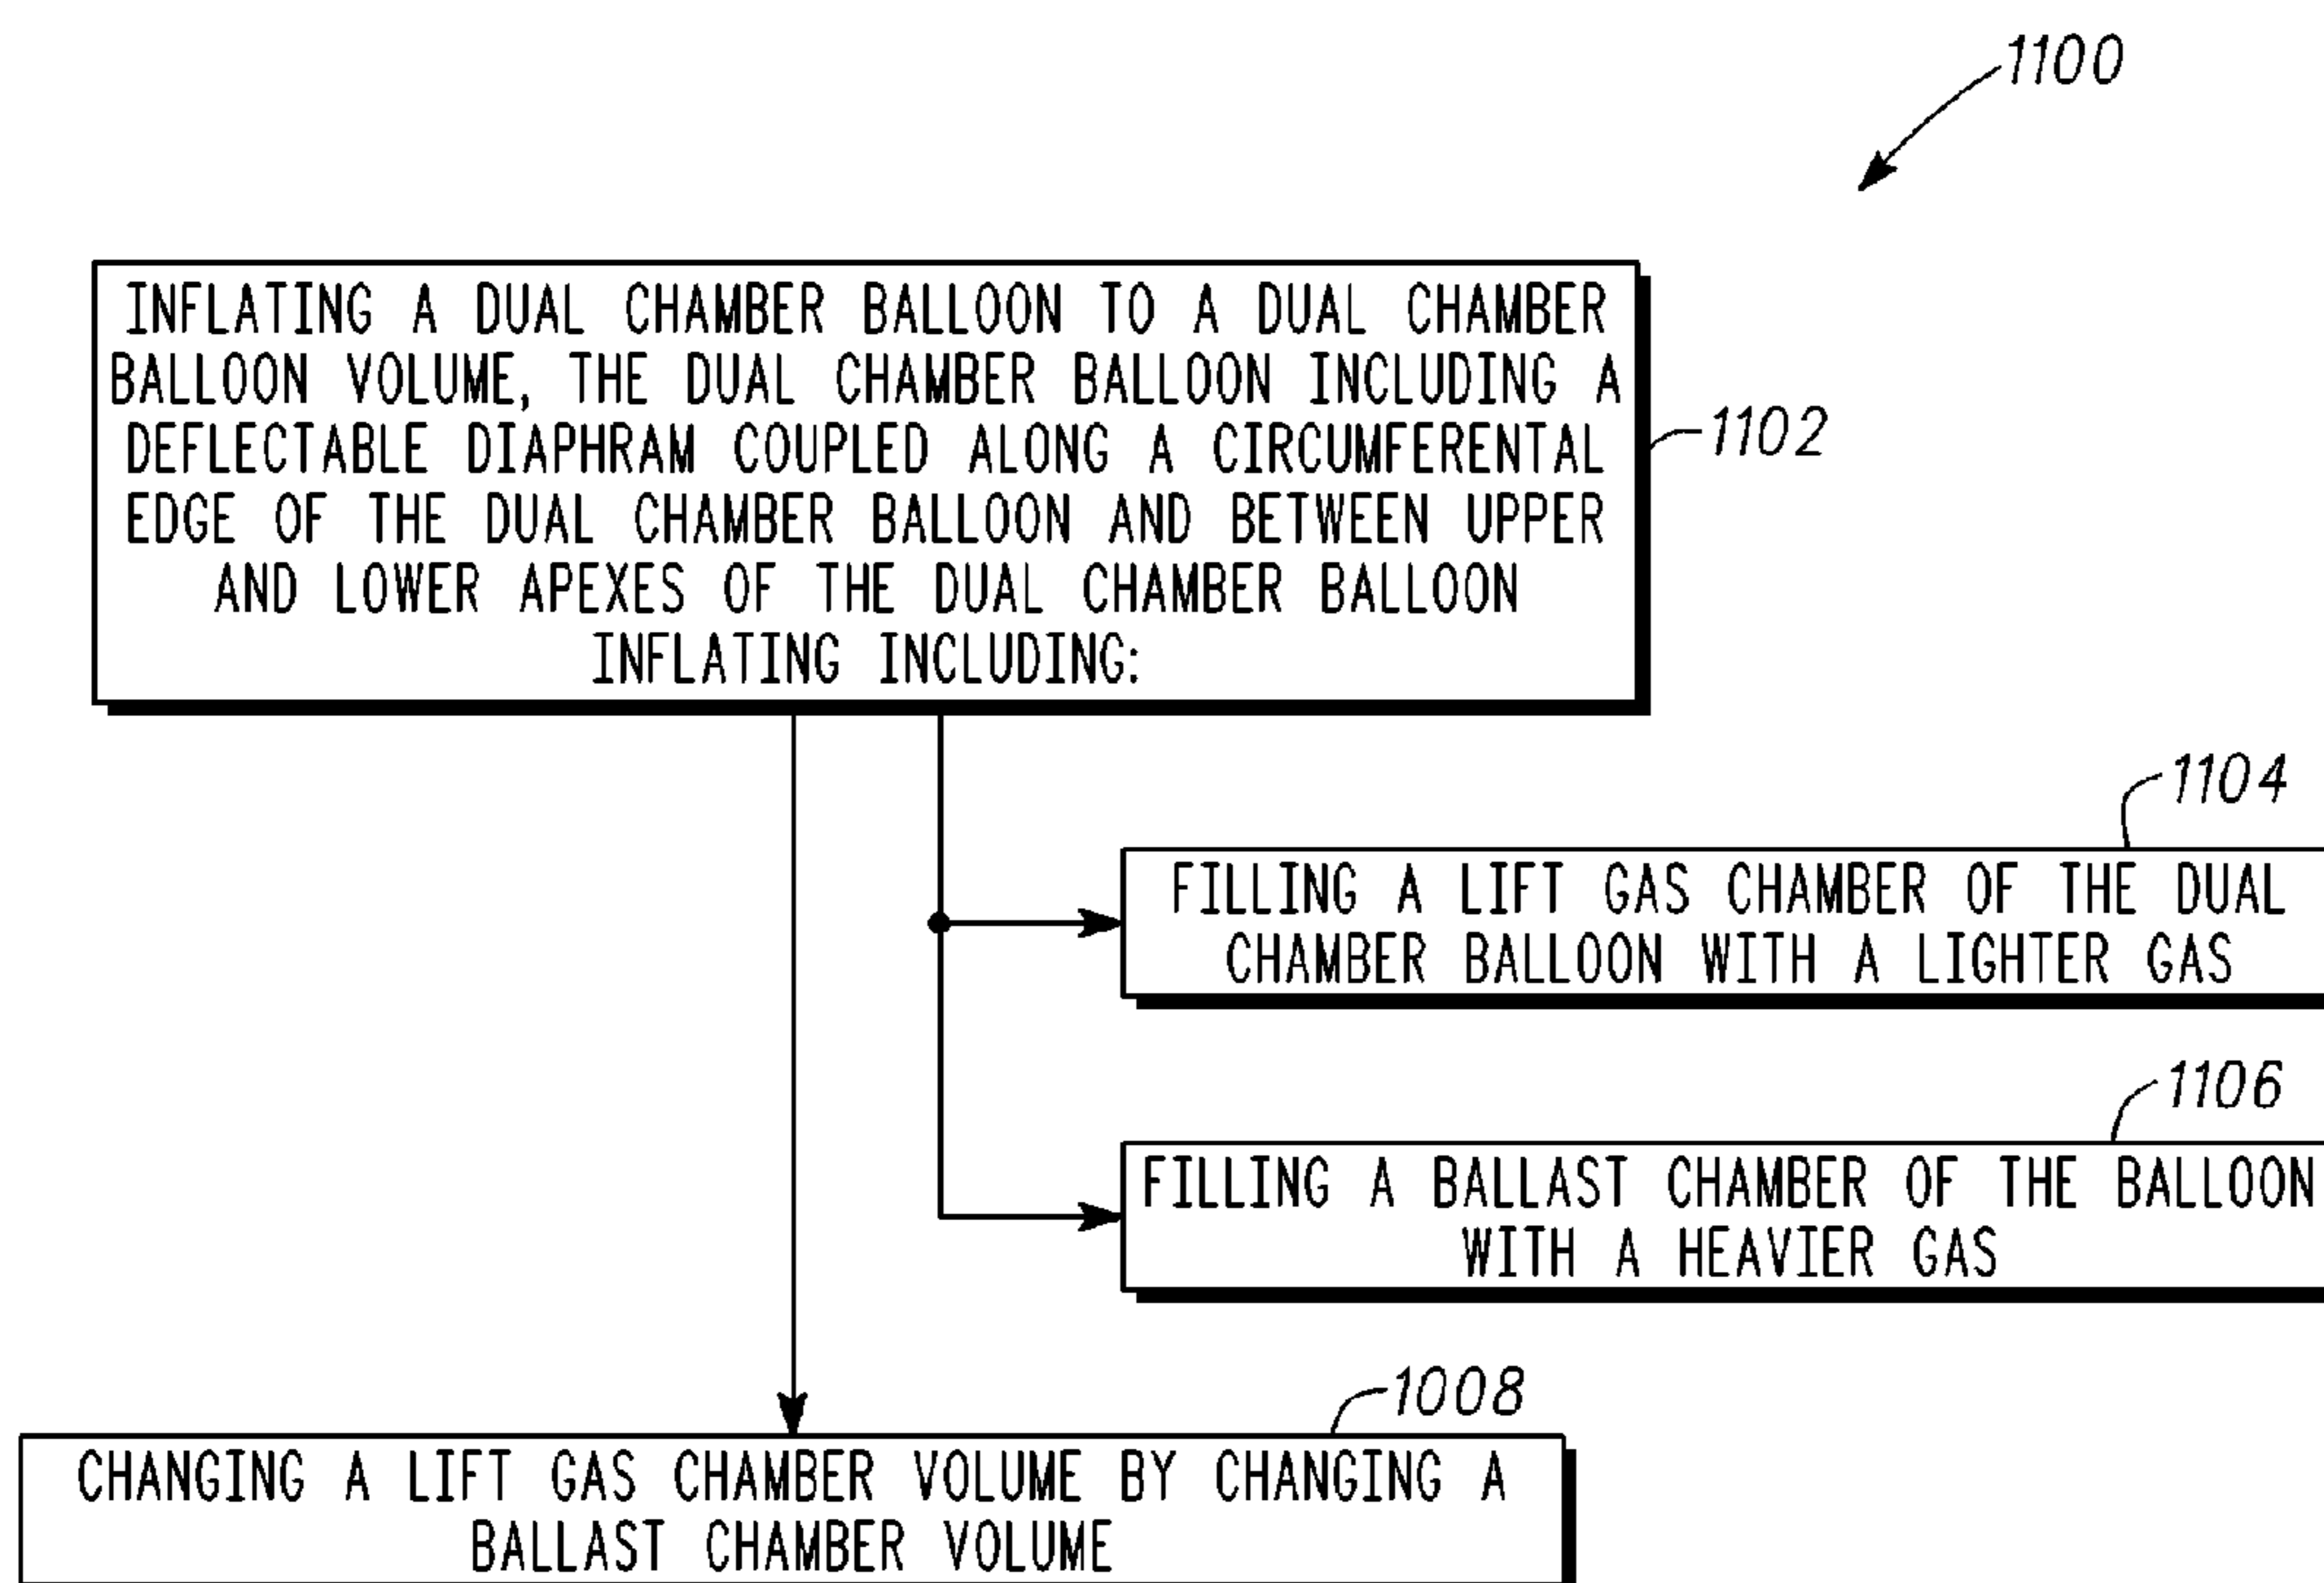 1100
INFLATING A DUAL CHAMBER BALLOON TO A DUAL CHAMBER
BALLOON VOLUME, THE DUAL CHAMBER BALLOON INCLUDING A
DEFLECTABLE DIAPHRAM COUPLED ALONG A CIRCUMFERENTAL
EDGE OF THE DUAL CHAMBER BALLOON AND BETWEEN UPPER
AND LOWER APEXES OF THE DUAL CHAMBER BALLOON
INFLATING INCLUDING:
1102
1104
FILLING A LIFT GAS CHAMBER OF THE DUAL
CHAMBER BALLOON WITH A LIGHTER GAS
1106
FILLING A BALLAST CHAMBER OF THE BALLOON
WITH A HEAVIER GAS
1008
CHANGING A LIFT GAS CHAMBER VOLUME BY CHANGING A
BALLAST CHAMBER VOLUME